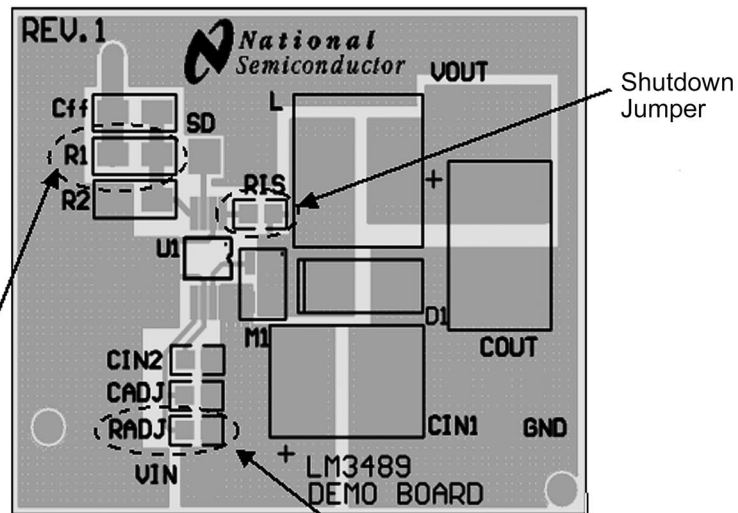 REV.1
National
Semiconductor
VOUT
Shutdown
Jumper
Cff
SD
L
R1
RIS
+
R2
U1
M1
D1
COUT
CIN2
CADJ
RADJ
CIN1
GND
VIN
+
LM3489
DEMO BOARD